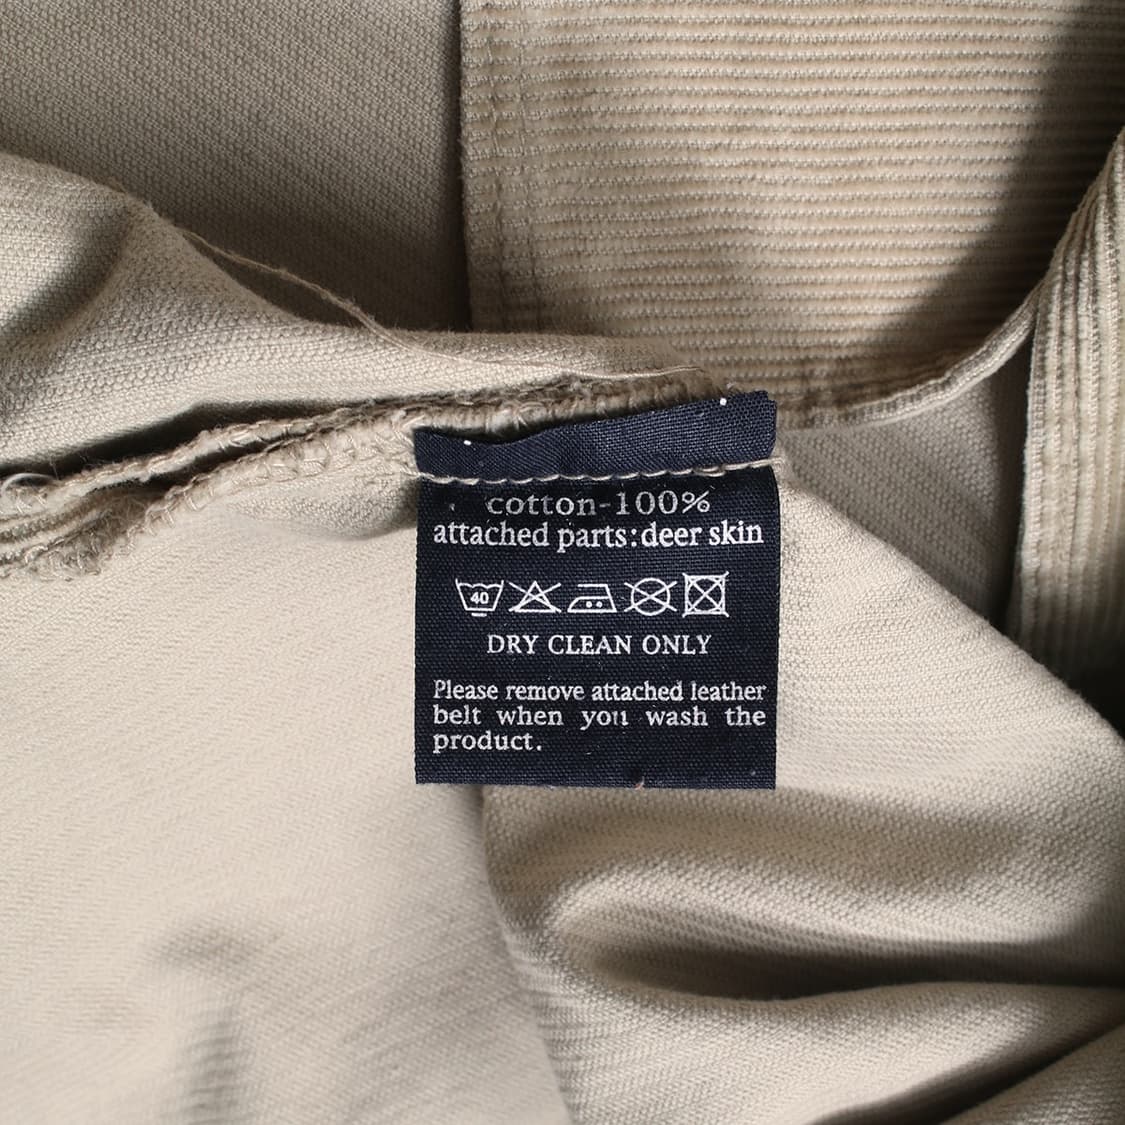 cotton-100%
attached parts:deer skin
40
DRY CLEAN ONLY
Please remove attached leather
belt when you wash the
product.